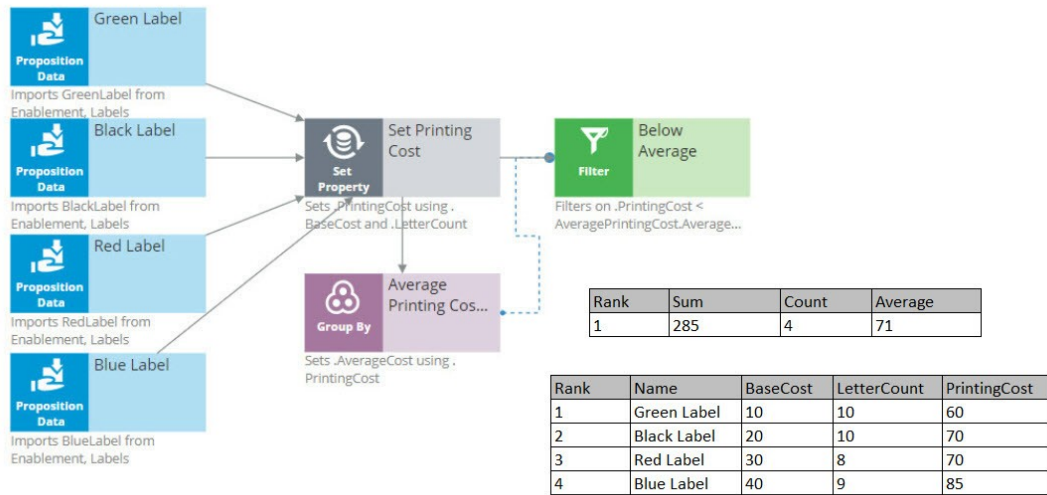 Green Label
Proposition
Data
Imports GreenLabel from
Enablement, Labels
Black Label
Proposition
Data
Imports BlackLabel from
Enablement, Labels
Red Label
Proposition
Data
Imports RedLabel from
Enablement, Labels
Blue Label
Proposition
Data
Imports BlueLabel from
Enablement, Labels
Set Printing
Cost
Set
Property
Sets .PrintingCost using .
BaseCost and .LetterCount
Average
Printing Cos...
Group By
Sets .AverageCost using .
PrintingCost
Below
Average
Filter
Filters on .PrintingCost <
AveragePrintingCost.Average...
Rank Sum Count Average
1 285 4 71
Rank Name BaseCost LetterCount PrintingCost
1 Green Label 10 10 60
2 Black Label 20 10 70
3 Red Label 30 8 70
4 Blue Label 40 9 85